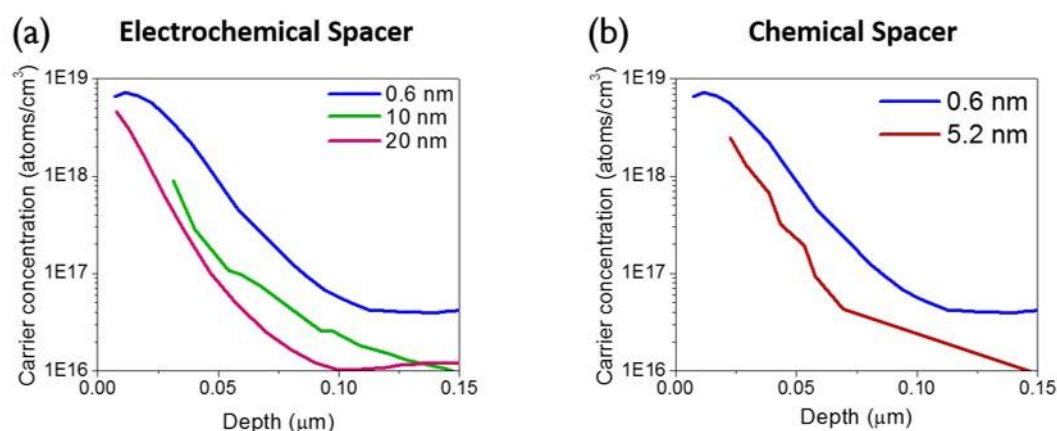 (a) Electrochemical Spacer
Carrier concentration (atoms/cm³)
1E19
1E18
1E17
1E16
0.6 nm
10 nm
20 nm
0.00 0.05 0.10 0.15
Depth (μm)
(b) Chemical Spacer
Carrier concentration (atoms/cm³)
1E19
1E18
1E17
1E16
0.6 nm
5.2 nm
0.00 0.05 0.10 0.15
Depth (μm)